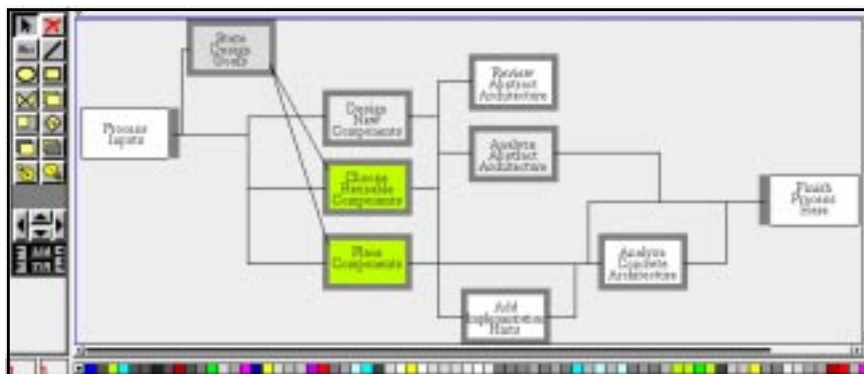 State
Design
Goals
Process
Inputs
Design
New
Components
Choose
Reusable
Components
Place
Components
Review
Abstract
Architecture
Analyze
Abstract
Architecture
Add
Implementation
Hints
Analyze
Concrete
Architecture
Finish
Process
Here